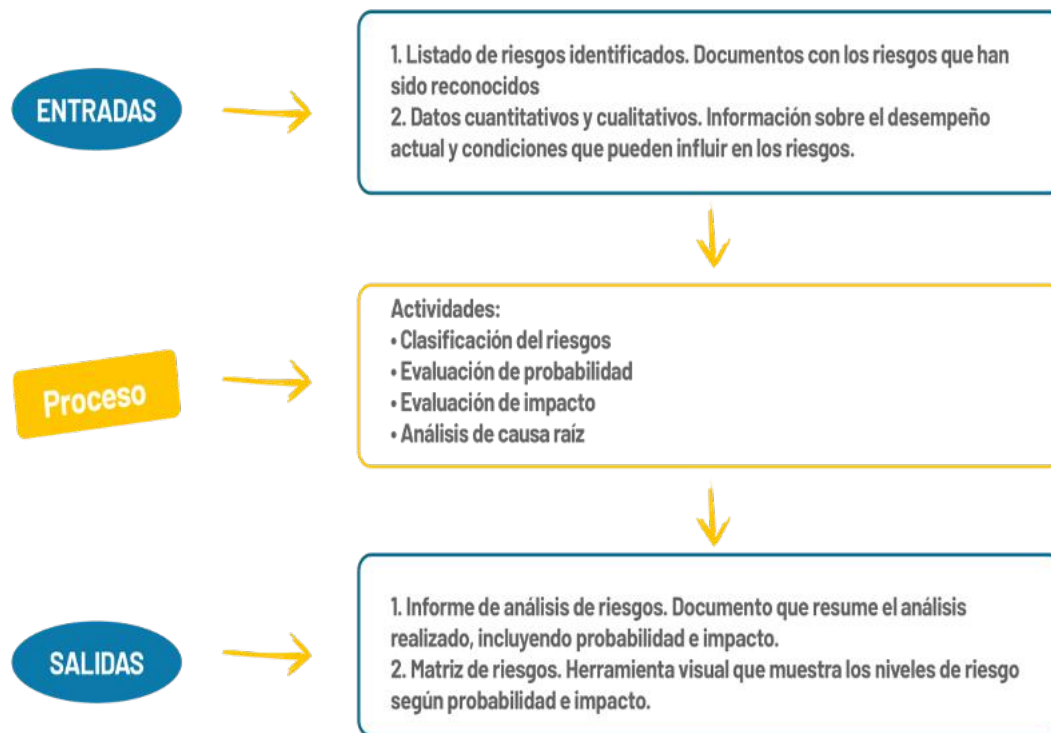 ENTRADAS
1. Listado de riesgos identificados. Documentos con los riesgos que han
sido reconocidos
2. Datos cuantitativos y cualitativos. Información sobre el desempeño
actual y condiciones que pueden influir en los riesgos.
Proceso
Actividades:
• Clasificación del riesgos
• Evaluación de probabilidad
• Evaluación de impacto
• Análisis de causa raíz
SALIDAS
1. Informe de análisis de riesgos. Documento que resume el análisis
realizado, incluyendo probabilidad e impacto.
2. Matriz de riesgos. Herramienta visual que muestra los niveles de riesgo
según probabilidad e impacto.